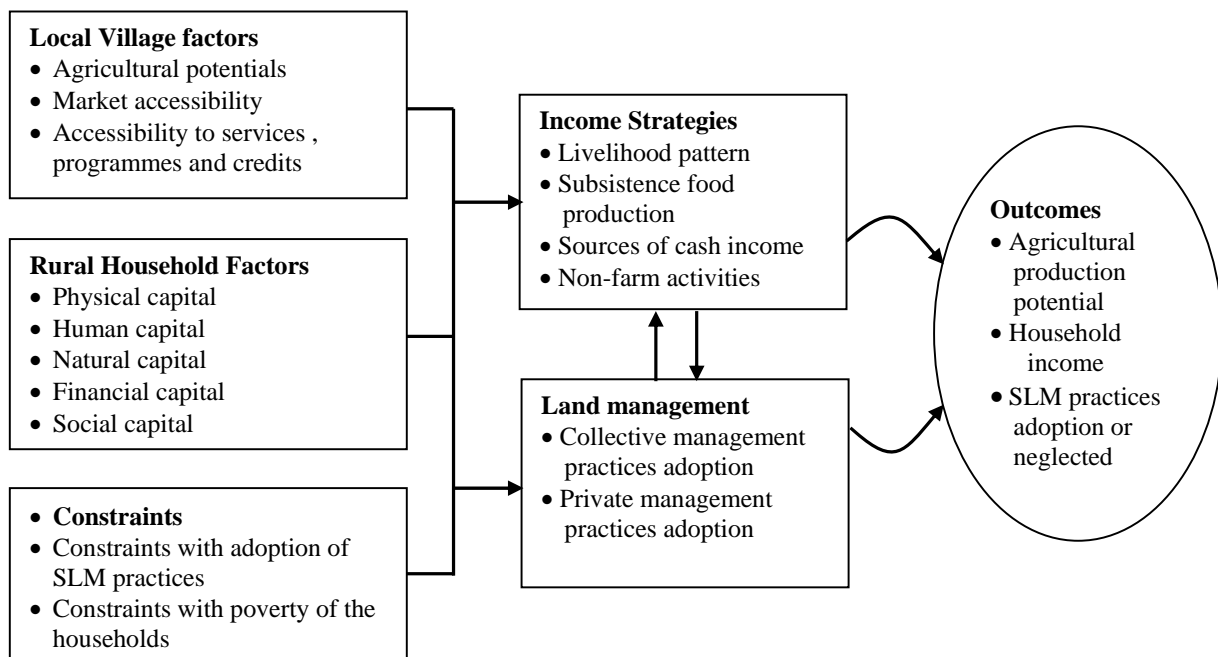 Local Village factors
• Agricultural potentials
• Market accessibility
• Accessibility to services ,
programmes and credits
Rural Household Factors
• Physical capital
• Human capital
• Natural capital
• Financial capital
• Social capital
• Constraints
• Constraints with adoption of
SLM practices
• Constraints with poverty of the
households
Income Strategies
• Livelihood pattern
• Subsistence food
production
• Sources of cash income
• Non-farm activities
Land management
• Collective management
practices adoption
• Private management
practices adoption
Outcomes
• Agricultural
production
potential
• Household
income
• SLM practices
adoption or
neglected